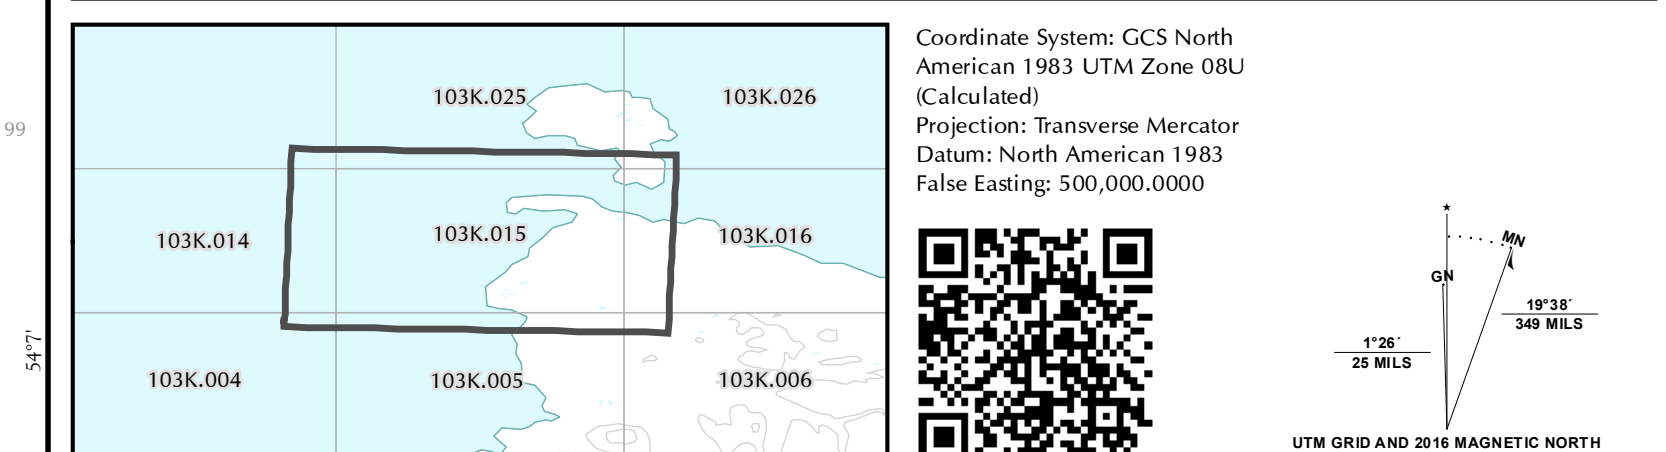 99
54°7'
103K.025
103K.026
103K.014
103K.015
103K.016
103K.004
103K.005
103K.006
Coordinate System: GCS North
American 1983 UTM Zone 08U
(Calculated)
Projection: Transverse Mercator
Datum: North American 1983
False Easting: 500,000.0000
MN
GN
19°38´
349 MILS
1°26´
25 MILS
UTM GRID AND 2016 MAGNETIC NORTH